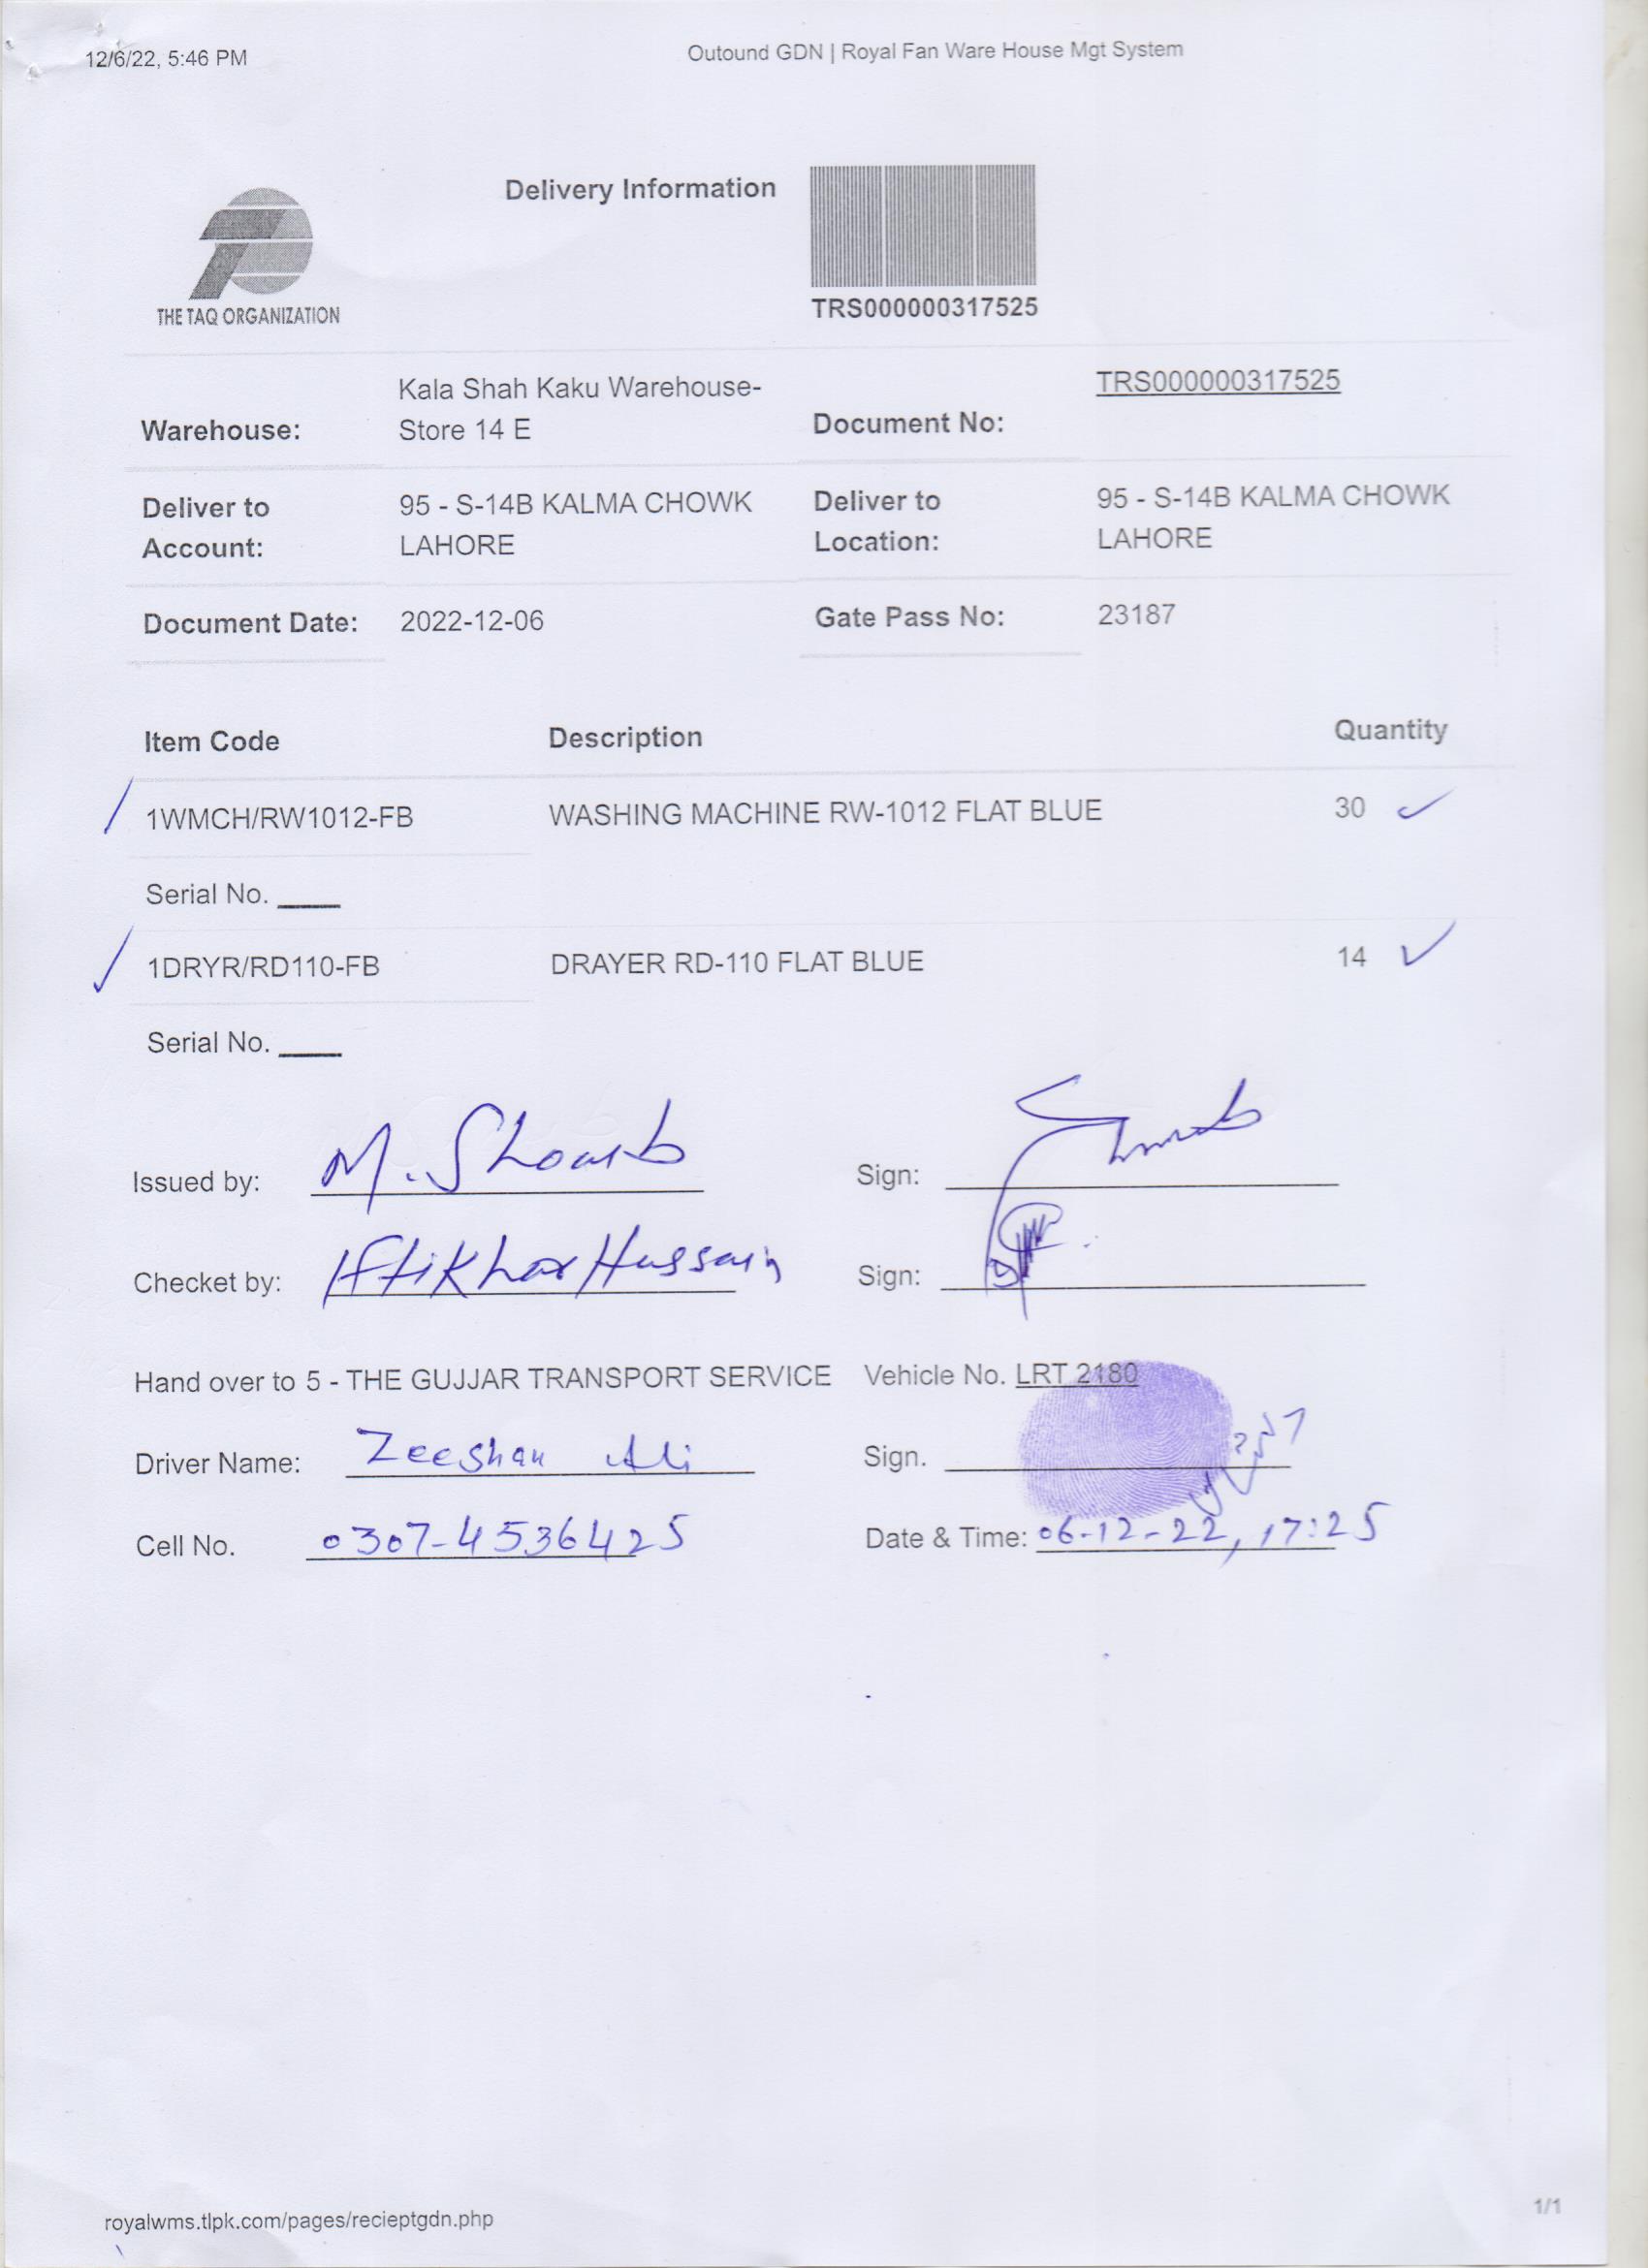 12/6/22, 5:46 PM
Outound GDN | Royal Fan Ware House Mgt System
Delivery Information
THE TAQ ORGANIZATION
TRS000000317525
Warehouse: Kala Shah Kaku Warehouse-
Store 14 E
Document No: TRS000000317525
Deliver to
Account: 95 - S-14B KALMA CHOWK
LAHORE
Deliver to
Location: 95 - S-14B KALMA CHOWK
LAHORE
Document Date: 2022-12-06
Gate Pass No: 23187
Item Code Description Quantity
1WMCH/RW1012-FB WASHING MACHINE RW-1012 FLAT BLUE 30
Serial No.
1DRYR/RD110-FB DRAYER RD-110 FLAT BLUE 14
Serial No.
Issued by: M. Shoaib Sign:
Checket by: Iftikhar Hussain Sign:
Hand over to 5 - THE GUJJAR TRANSPORT SERVICE Vehicle No. LRT 2180
Driver Name: Zeeshan Ali Sign.
Cell No. 0307-4536425 Date & Time: 06-12-22, 17:25
royalwms.tlpk.com/pages/recieptgdn.php
1/1